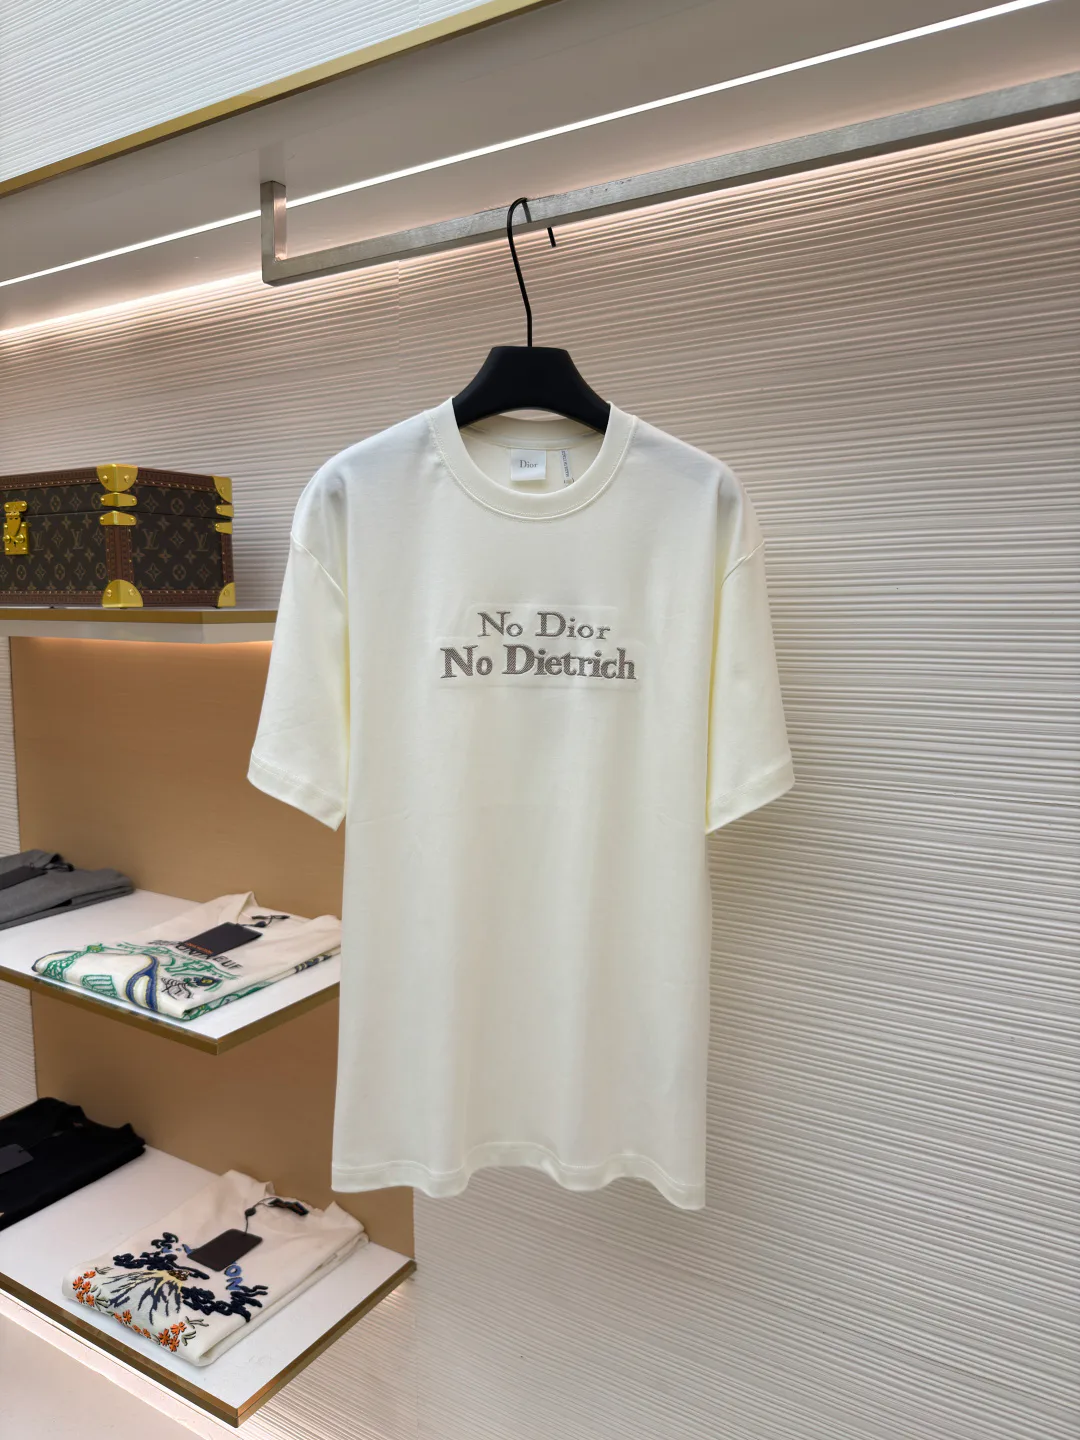 Dior
No Dior
No Dietrich